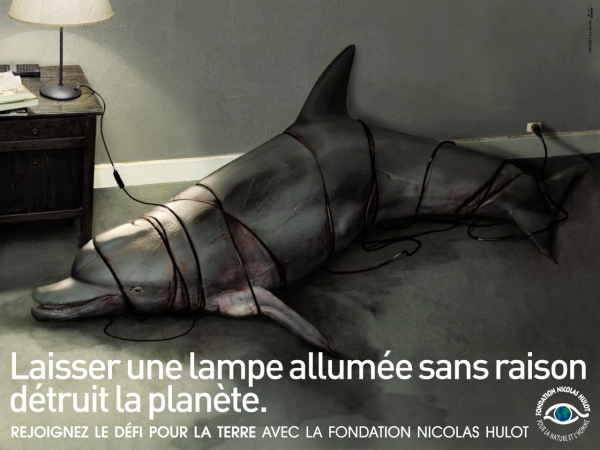 Laisser une lampe allumée sans raison
détruit la planète.
REJOIGNEZ LE DÉFI POUR LA TERRE AVEC LA FONDATION NICOLAS HULOT
FONDATION NICOLAS HULOT
POUR LA NATURE ET L'HOMME